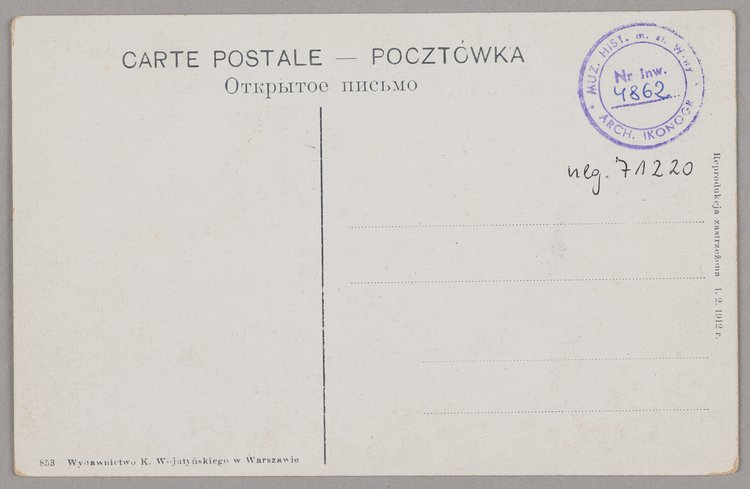 CARTE POSTALE — POCZTÓWKA
Открытое письмо
MUZ. HIST. m. st. W-wy
Nr Inw.
4862
ARCH. IKONOGR.
neg. 71220
Reprodukcja zastrzeżona 1. 2. 1912 r.
853 Wydawnictwo K. Wojutyńskiego w Warszawie